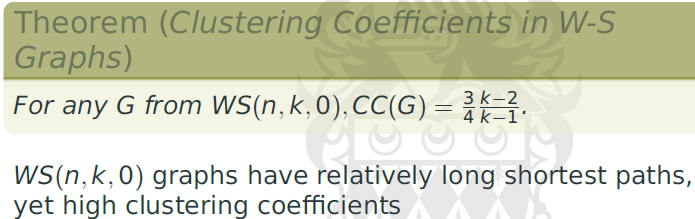 Theorem (Clustering Coefficients in W-S
Graphs)
For any G from WS(n, k, 0), CC(G) = \frac{3}{4}\frac{k-2}{k-1}.
WS(n, k, 0) graphs have relatively long shortest paths,
yet high clustering coefficients